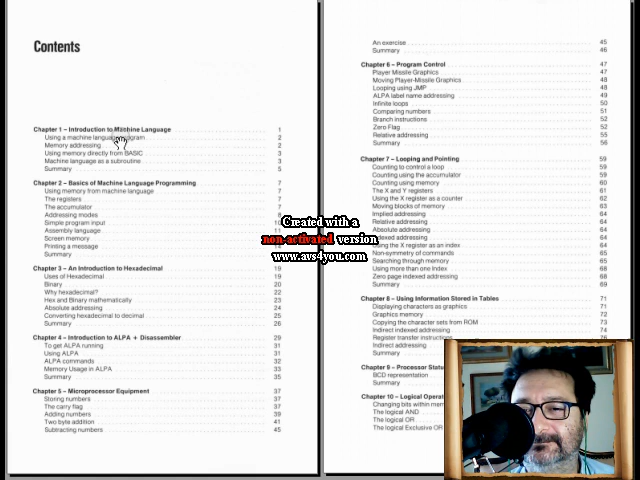 Contents
Chapter 1 – Introduction to Machine Language 1
Using a machine language program 2
Memory addressing 2
Using memory directly from BASIC 3
Machine language as a subroutine 3
Summary 5
Chapter 2 – Basics of Machine Language Programming 7
Using memory from machine language 7
The registers 7
The accumulator 7
Addressing modes 8
Simple program input 10
Assembly language 11
Screen memory
Printing a message
Summary
Chapter 3 – An Introduction to Hexadecimal 19
Uses of Hexadecimal 19
Binary 20
Why hexadecimal? 22
Hex and Binary mathematically 23
Absolute addressing 24
Converting hexadecimal to decimal 25
Summary 26
Chapter 4 – Introduction to ALPA + Disassembler 29
To get ALPA running 31
Using ALPA 31
ALPA commands 32
Memory Usage in ALPA 33
Summary 35
Chapter 5 – Microprocessor Equipment 37
Storing numbers 37
The carry flag 37
Adding numbers 39
Two byte addition 41
Subtracting numbers 45
An exercise 45
Summary 46
Chapter 6 – Program Control 47
Player Missile Graphics 47
Moving Player-Missile Graphics 48
Looping using JMP 48
ALPA label name addressing 49
Infinite loops 50
Comparing numbers 51
Branch instructions 52
Zero Flag 52
Relative addressing 55
Summary 56
Chapter 7 – Looping and Pointing 59
Counting to control a loop 59
Counting using the accumulator 59
Counting using memory 60
The X and Y registers 61
Using the X register as a counter 62
Moving blocks of memory 63
Implied addressing 64
Relative addressing 64
Absolute addressing 64
Indexed addressing 64
Using the X register as an index 64
Non-symmetry of commands 65
Searching through memory 65
Using more than one Index 68
Zero page indexed addressing 68
Summary 69
Chapter 8 – Using Information Stored in Tables 71
Displaying characters as graphics 71
Graphics memory 72
Copying the character sets from ROM 73
Indirect indexed addressing 74
Register transfer instructions 76
Indirect addressing
Summary
Chapter 9 – Processor Status
BCD representation
Summary
Chapter 10 – Logical
Changing bits within
The logical AND
The logical OR
The logical Exclusive OR
Created with a
non-activated version
www.avs4you.com